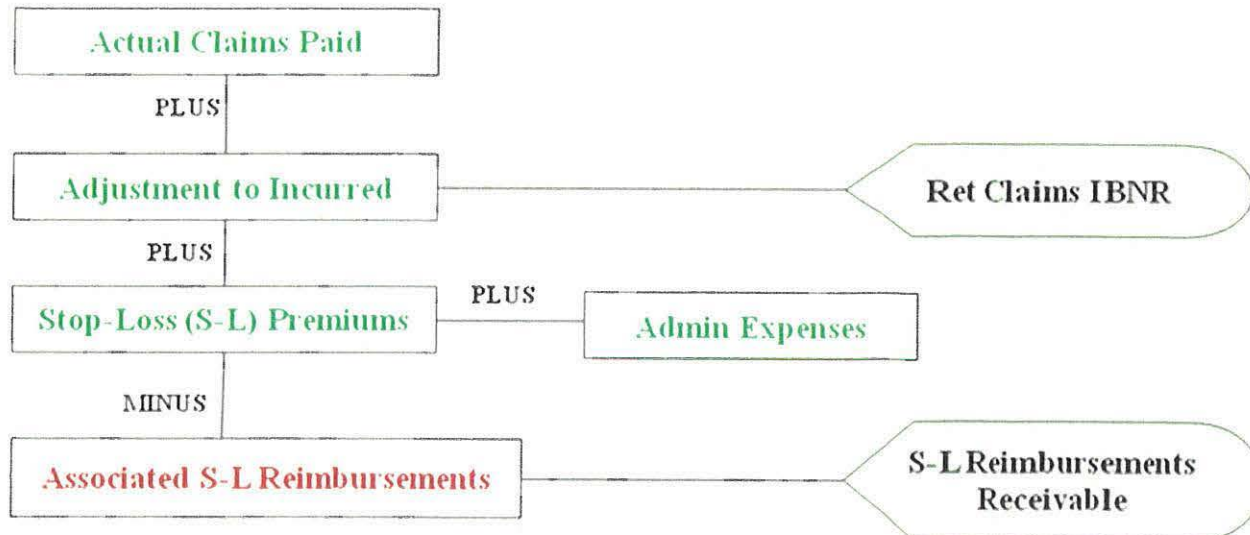 Actual Claims Paid
PLUS
Adjustment to Incurred
Ret Claims IBNR
PLUS
Stop-Loss (S-L) Premiums
PLUS
Admin Expenses
MINUS
Associated S-L Reimbursements
S-L Reimbursements
Receivable